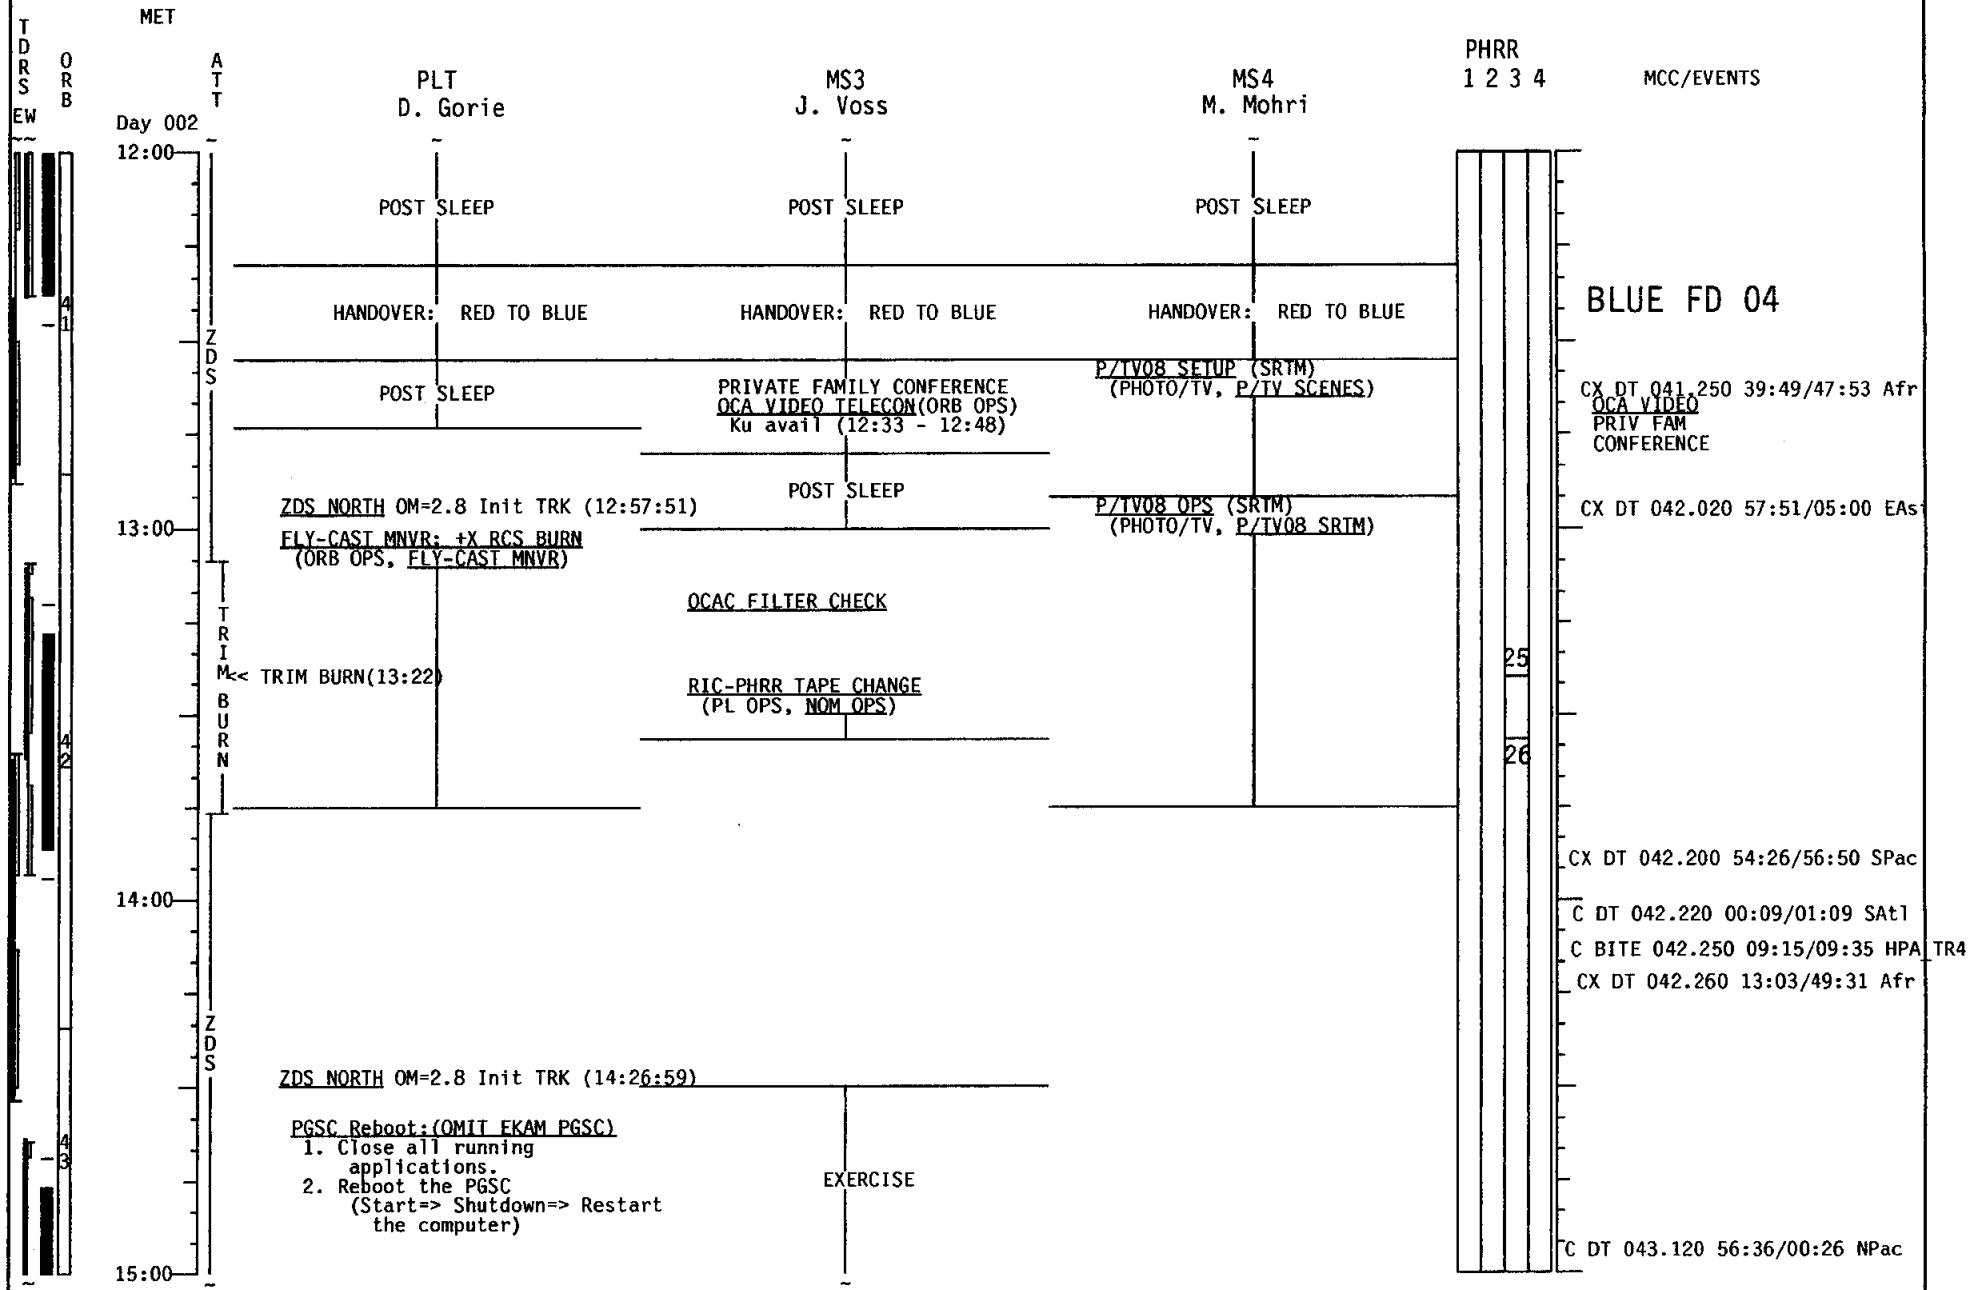 MET
TDRS
ORB
ATT
EW
PLT
D. Gorie
MS3
J. Voss
MS4
M. Mohri
PHRR
1 2 3 4
MCC/EVENTS
Day 002
12:00
POST SLEEP
POST SLEEP
POST SLEEP
41
BLUE FD 04
HANDOVER: RED TO BLUE
HANDOVER: RED TO BLUE
HANDOVER: RED TO BLUE
ZDS
POST SLEEP
PRIVATE FAMILY CONFERENCE
OCA VIDEO TELECON(ORB OPS)
Ku avail (12:33 - 12:48)
P/TV08 SETUP (SRTM)
(PHOTO/TV, P/TV SCENES)
CX DT 041.250 39:49/47:53 Afr
OCA VIDEO
PRIV FAM
CONFERENCE
POST SLEEP
ZDS NORTH OM=2.8 Init TRK (12:57:51)
P/TV08 OPS (SRTM)
(PHOTO/TV, P/TV08 SRTM)
CX DT 042.020 57:51/05:00 EAsi
13:00
FLY-CAST MNVR: +X RCS BURN
(ORB OPS, FLY-CAST MNVR)
OCAC FILTER CHECK
TRIM BURN
<< TRIM BURN(13:22)
RIC-PHRR TAPE CHANGE
(PL OPS, NOM OPS)
25
26
42
CX DT 042.200 54:26/56:50 SPac
14:00
C DT 042.220 00:09/01:09 SAtl
C BITE 042.250 09:15/09:35 HPA TR4
CX DT 042.260 13:03/49:31 Afr
ZDS
ZDS NORTH OM=2.8 Init TRK (14:26:59)
PGSC Reboot:(OMIT EKAM PGSC)
1. Close all running
applications.
2. Reboot the PGSC
(Start=> Shutdown=> Restart
the computer)
43
EXERCISE
C DT 043.120 56:36/00:26 NPac
15:00